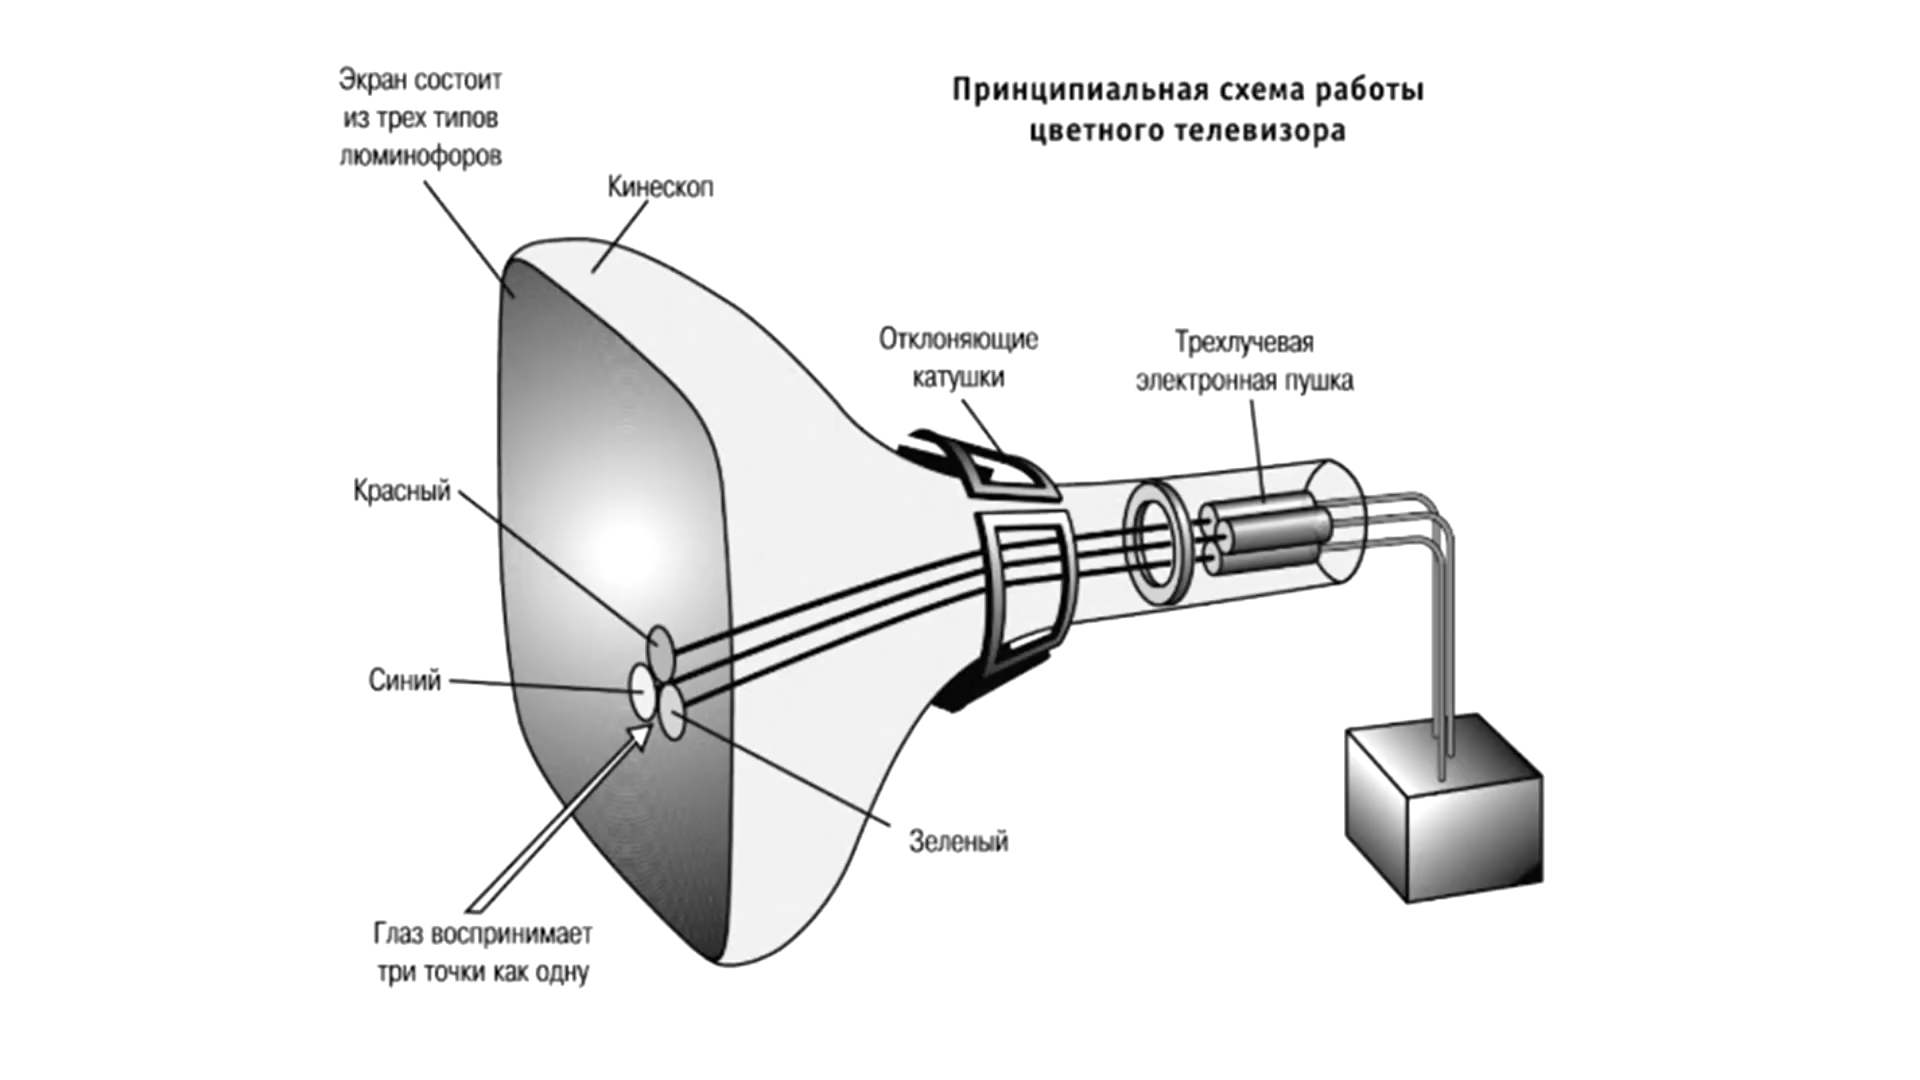 Принципиальная схема работы
цветного телевизора
Экран состоит
из трех типов
люминофоров
Кинескоп
Отклоняющие
катушки
Трехлучевая
электронная пушка
Красный
Синий
Зеленый
Глаз воспринимает
три точки как одну